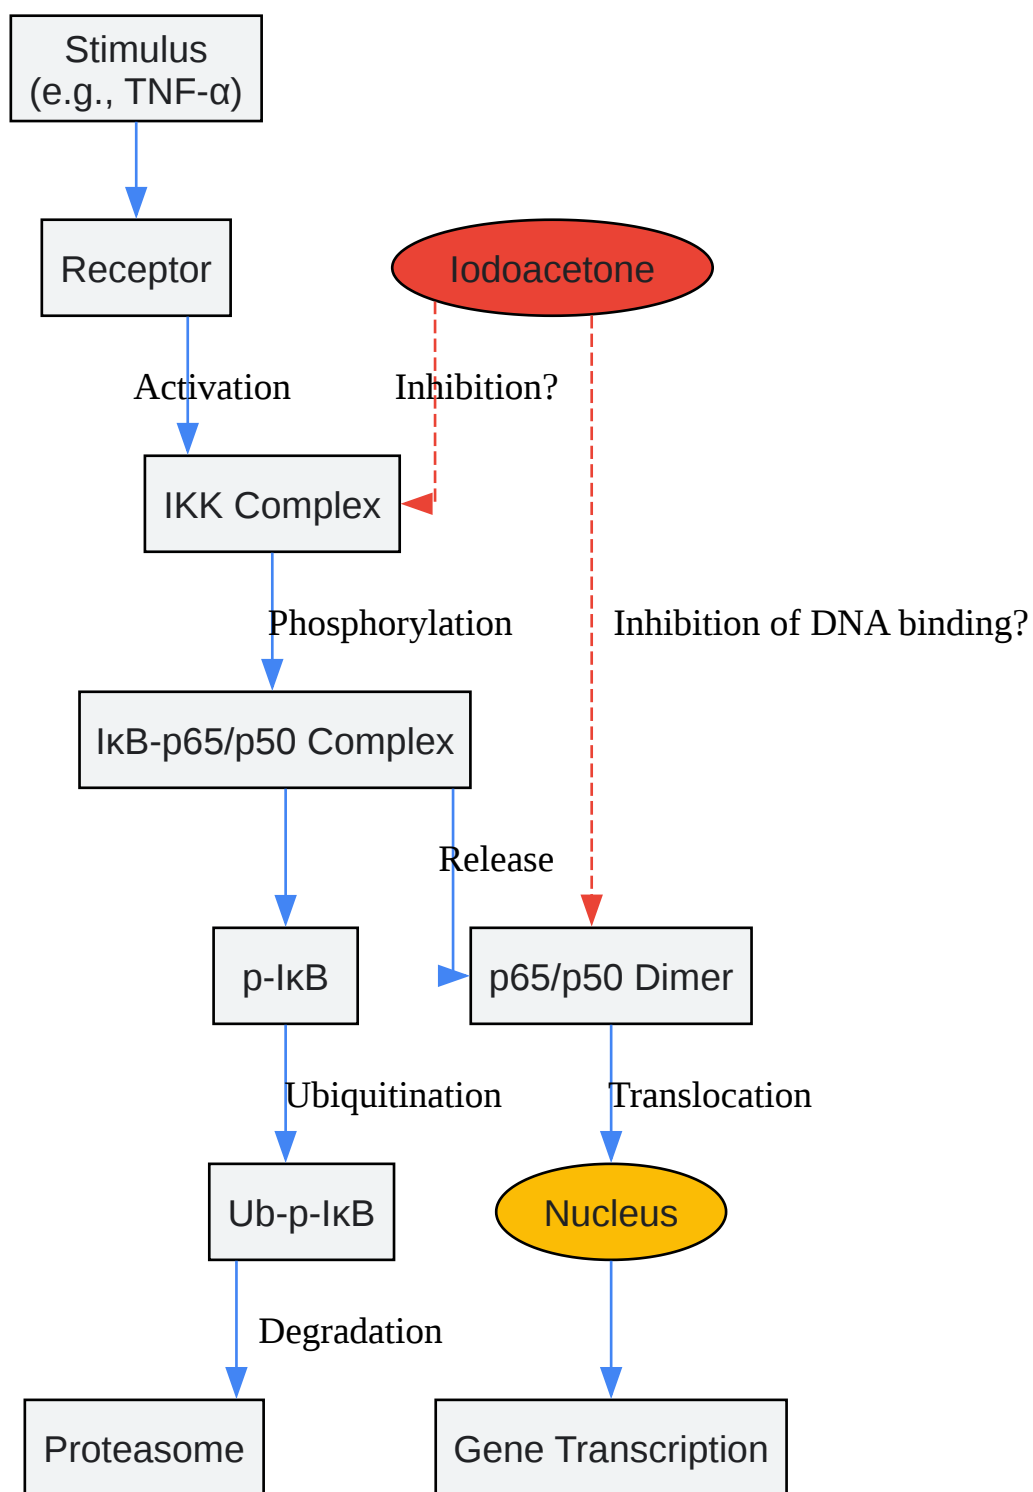 Stimulus
(e.g., TNF-α)
Receptor
Iodoacetone
Activation
Inhibition?
IKK Complex
Phosphorylation
Inhibition of DNA binding?
IκB-p65/p50 Complex
Release
p-IκB
p65/p50 Dimer
Ubiquitination
Translocation
Ub-p-IκB
Nucleus
Degradation
Proteasome
Gene Transcription